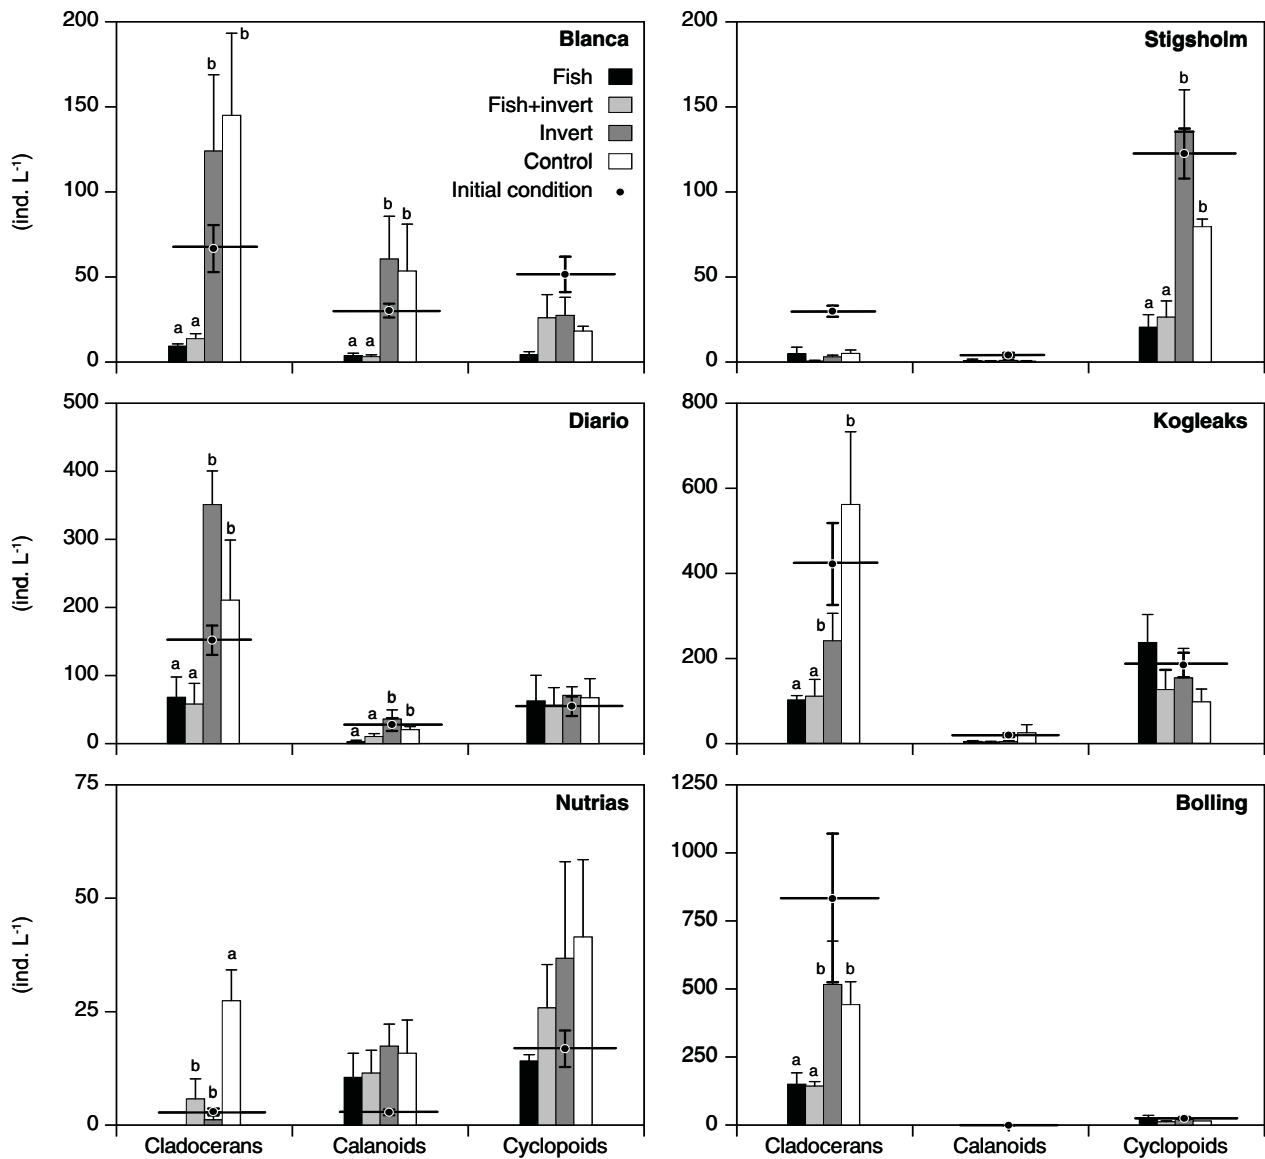 200 Blanca
150
100
50
0
(ind. L-1)
Fish
Fish+invert
Invert
Control
Initial condition
a a b b
a a b b
200 Stigsholm
150
100
50
0
a a b b
500 Diario
400
300
200
100
0
(ind. L-1)
a a b b
a a b b
800 Kogleaks
600
400
200
0
a a b b
75 Nutrias
50
25
0
(ind. L-1)
b b a
Cladocerans Calanoids Cyclopoids
1250 Bolling
1000
750
500
250
0
a a b b
Cladocerans Calanoids Cyclopoids